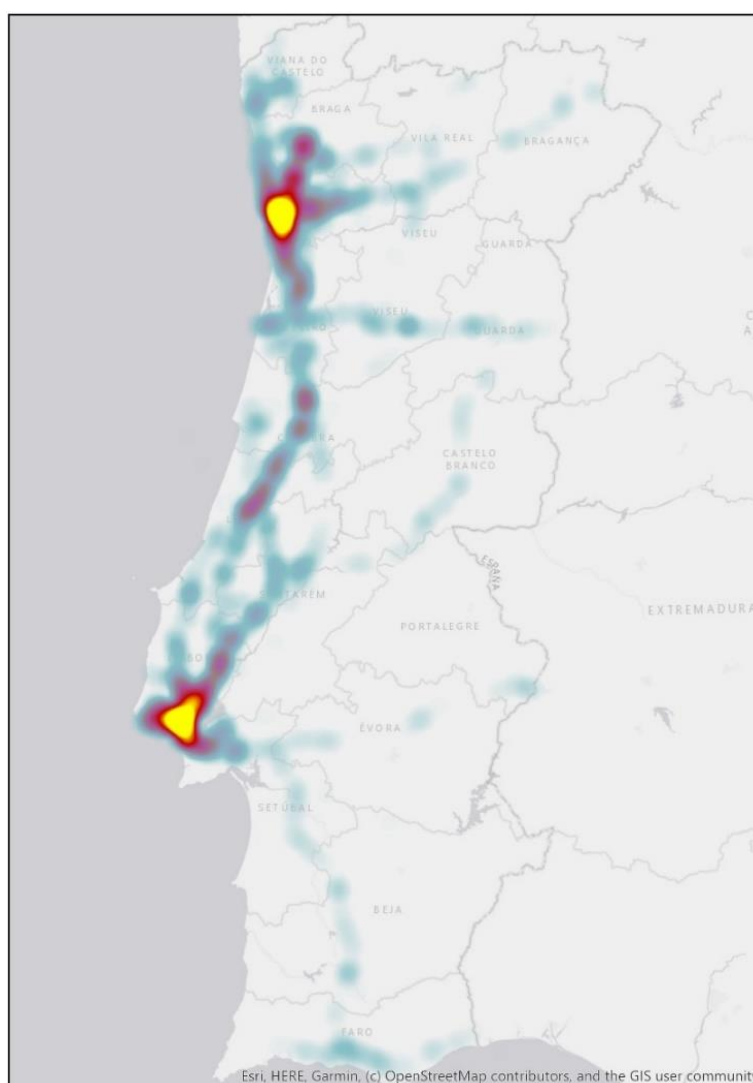 VIANA DO
CASTELO
BRAGA
VILA REAL
BRAGANÇA
VISEU
GUARDA
VISEU
GUARDA
CASTELO
BRANCO
ESPAÑA
EXTREMADURA
PORTALEGRE
ÉVORA
SETÚBAL
BEJA
FARO
Esri, HERE, Garmin, (c) OpenStreetMap contributors, and the GIS user communit